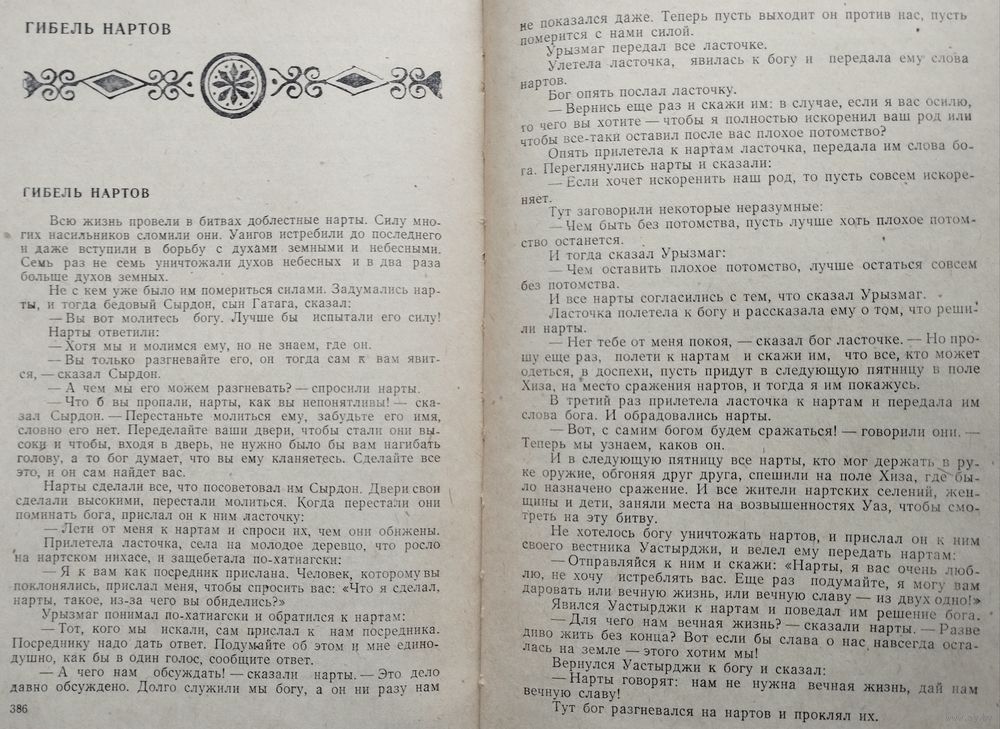 ГИБЕЛЬ НАРТОВ
ГИБЕЛЬ НАРТОВ
Всю жизнь провели в битвах доблестные нарты. Силу мно-
гих насильников сломили они. Уаигов истребили до последнего
и даже вступили в борьбу с духами земными и небесными.
Семь раз не семь уничтожали духов небесных и в два раза
больше духов земных.
Не с кем уже было им помериться силами. Задумались нар-
ты, и тогда бедовый Сырдон, сын Гатага, сказал:
— Вы вот молитесь богу. Лучше бы испытали его силу!
Нарты ответили:
— Хотя мы и молимся ему, но не знаем, где он.
— Вы только разгневайте его, он тогда сам к вам явит-
ся, — сказал Сырдон.
— А чем мы его можем разгневать? — спросили нарты.
— Что б вы пропали, нарты, как вы непонятливы! — ска-
зал Сырдон. — Перестаньте молиться ему, забудьте его имя,
словно его нет. Переделайте ваши двери, чтобы стали они вы-
соки и чтобы, входя в дверь, не нужно было бы вам нагибать
голову, а то бог думает, что вы ему кланяетесь. Сделайте все
это, и он сам найдет вас.
Нарты сделали все, что посоветовал им Сырдон. Двери свои
сделали высокими, перестали молиться. Когда перестали они
поминать бога, прислал он к ним ласточку:
— Лети от меня к нартам и спроси их, чем они обижены.
Прилетела ласточка, села на молодое деревцо, что росло
на нартском нихасе, и защебетала по-хатиагски:
— Я к вам как посредник прислана. Человек, которому вы
поклонялись, прислал меня, чтобы спросить вас: «Что я сделал,
нарты, такое, из-за чего вы обиделись?»
Урызмаг понимал по-хатиагски и обратился к нартам:
— Тот, кого мы искали, сам прислал к нам посредника.
Посреднику надо дать ответ. Подумайте об этом и мне едино-
душно, как бы в один голос, сообщите ответ.
— А чего нам обсуждать! — сказали нарты. — Это дело
давно обсуждено. Долго служили мы богу, а он ни разу нам
386
не показался даже. Теперь пусть выходит он против нас, пусть
померится с нами силой.
Урызмаг передал все ласточке.
Улетела ласточка, явилась к богу и передала ему слова
нартов.
Бог опять послал ласточку.
— Вернись еще раз и скажи им: в случае, если я вас осилю,
то чего вы хотите — чтобы я полностью искоренил ваш род или
чтобы все-таки оставил после вас плохое потомство?
Опять прилетела к нартам ласточка, передала им слова бо-
га. Переглянулись нарты и сказали:
— Если хочет искоренить наш род, то пусть совсем искоре-
няет.
Тут заговорили некоторые неразумные:
— Чем быть без потомства, пусть лучше хоть плохое потом-
ство останется.
И тогда сказал Урызмаг:
— Чем оставить плохое потомство, лучше остаться совсем
без потомства.
И все нарты согласились с тем, что сказал Урызмаг.
Ласточка полетела к богу и рассказала ему о том, что реши-
ли нарты.
— Нет тебе от меня покоя, — сказал бог ласточке. — Но про-
шу еще раз, полети к нартам и скажи им, что все, кто может
одеться, в доспехи, пусть придут в следующую пятницу в поле
Хиза, на место сражения нартов, и тогда я им покажусь.
В третий раз прилетела ласточка к нартам и передала им
слова бога. И обрадовались нарты.
— Вот, с самим богом будем сражаться! — говорили они. —
Теперь мы узнаем, каков он.
И в следующую пятницу все нарты, кто мог держать в ру-
ке оружие, обгоняя друг друга, спешили на поле Хиза, где бы-
ло назначено сражение. И все жители нартских селений, жен-
щины и дети, заняли места на возвышенностях Уаз, чтобы смо-
треть на эту битву.
Не хотелось богу уничтожать нартов, и прислал он к ним
своего вестника Уастырджи, и велел ему передать нартам:
— Отправляйся к ним и скажи: «Нарты, я вас очень люб-
лю, не хочу истреблять вас. Еще раз подумайте, я могу вам
даровать или вечную жизнь, или вечную славу — из двух одно!»
Явился Уастырджи к нартам и поведал им решение бога.
— Для чего нам вечная жизнь? — сказали нарты. — Разве
диво жить без конца? Вот если бы слава о нас навсегда оста-
лась на земле — этого хотим мы!
Вернулся Уастырджи к богу и сказал:
— Нарты говорят: нам не нужна вечная жизнь, дай нам
вечную славу!
Тут бог разгневался на нартов и проклял их.